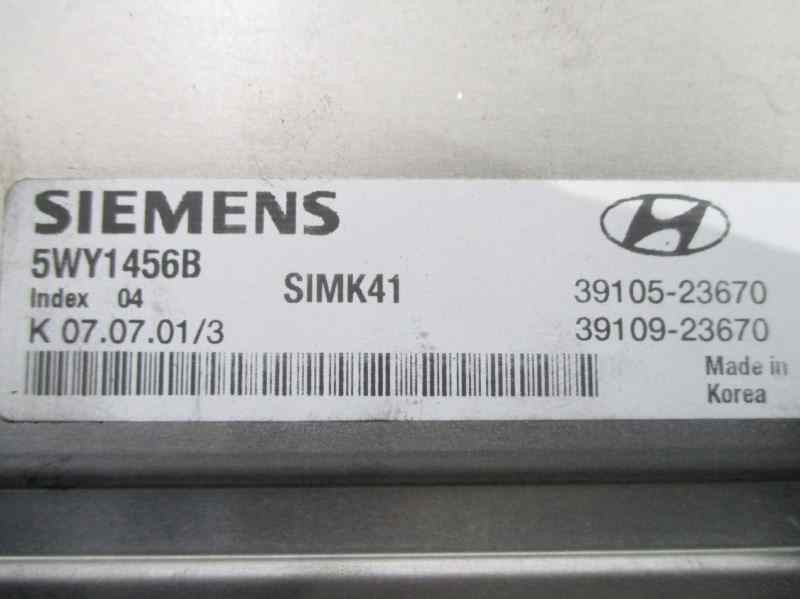 SIEMENS
5WY1456B
Index 04
SIMK41
K 07.07.01/3
39105-23670
39109-23670
Made in
Korea